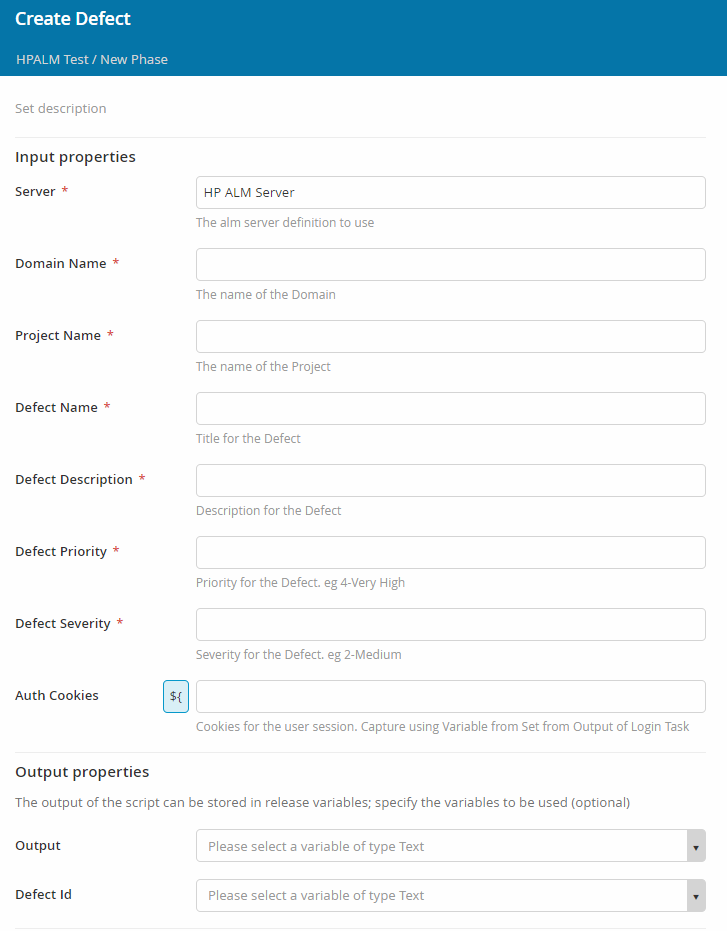 Create Defect
HPALM Test / New Phase
Set description
Input properties
Server * HP ALM Server
The alm server definition to use
Domain Name *
The name of the Domain
Project Name *
The name of the Project
Defect Name *
Title for the Defect
Defect Description *
Description for the Defect
Defect Priority *
Priority for the Defect. eg 4-Very High
Defect Severity *
Severity for the Defect. eg 2-Medium
Auth Cookies ${
Cookies for the user session. Capture using Variable from Set from Output of Login Task
Output properties
The output of the script can be stored in release variables; specify the variables to be used (optional)
Output Please select a variable of type Text
Defect Id Please select a variable of type Text